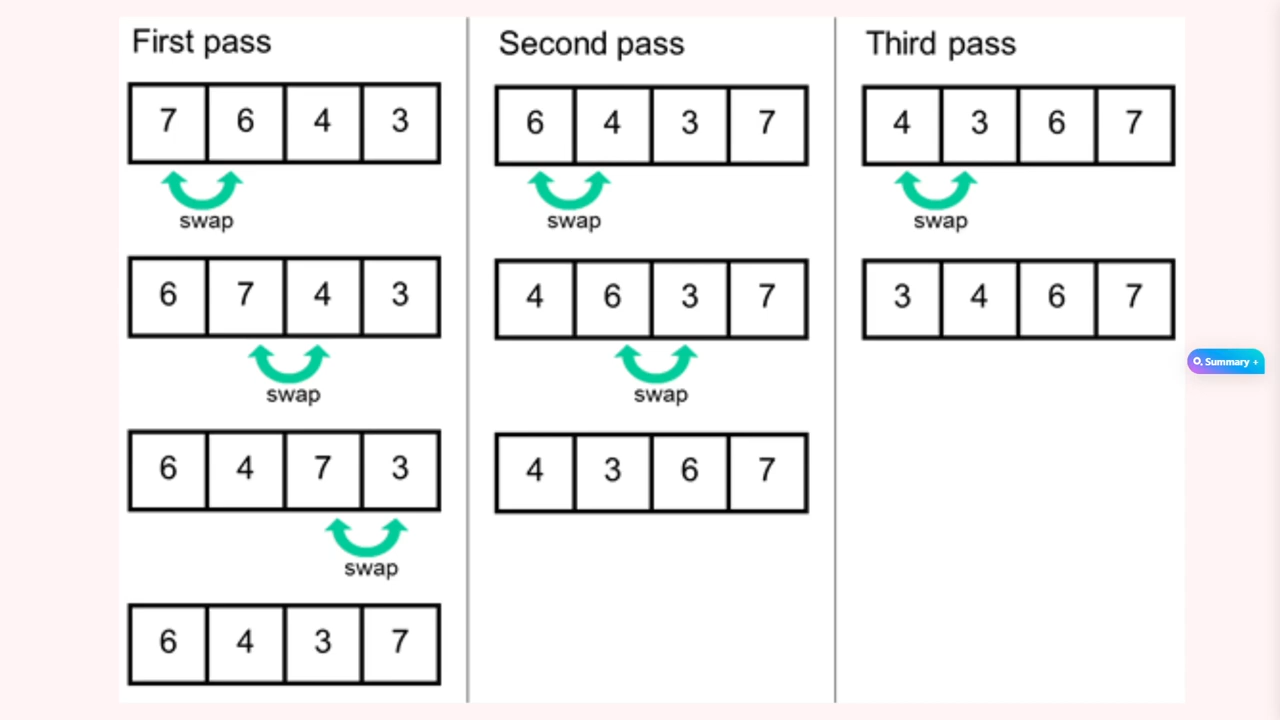 First pass
7 6 4 3
swap
6 7 4 3
swap
6 4 7 3
swap
6 4 3 7
Second pass
6 4 3 7
swap
4 6 3 7
swap
4 3 6 7
Third pass
4 3 6 7
swap
3 4 6 7
Summary +